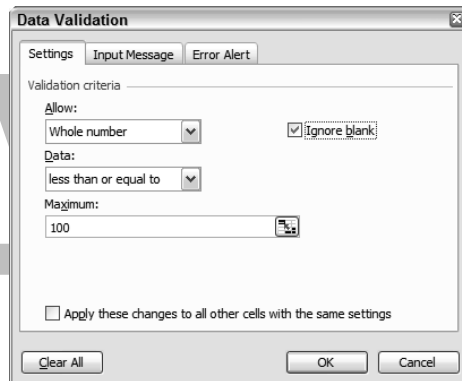 Data Validation
Settings Input Message Error Alert
Validation criteria
Allow:
Whole number Ignore blank
Data:
less than or equal to
Maximum:
100
Apply these changes to all other cells with the same settings
Clear All OK Cancel